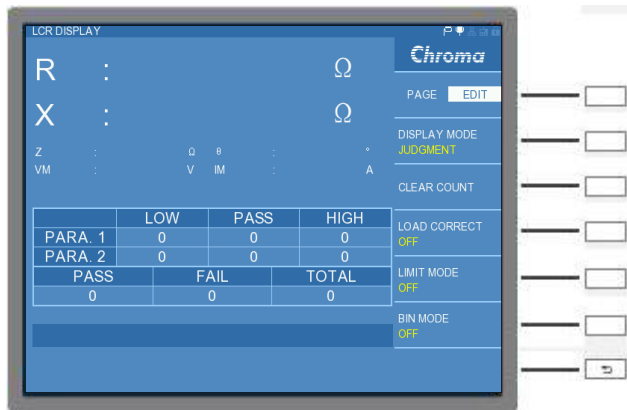 LCR DISPLAY
Chroma
R : Ω
X : Ω
Z : Ω θ : °
VM : V IM : A
PAGE EDIT
DISPLAY MODE
JUDGMENT
CLEAR COUNT
LOAD CORRECT
OFF
LIMIT MODE
OFF
BIN MODE
OFF
LOW PASS HIGH
PARA. 1 0 0 0
PARA. 2 0 0 0
PASS FAIL TOTAL
0 0 0